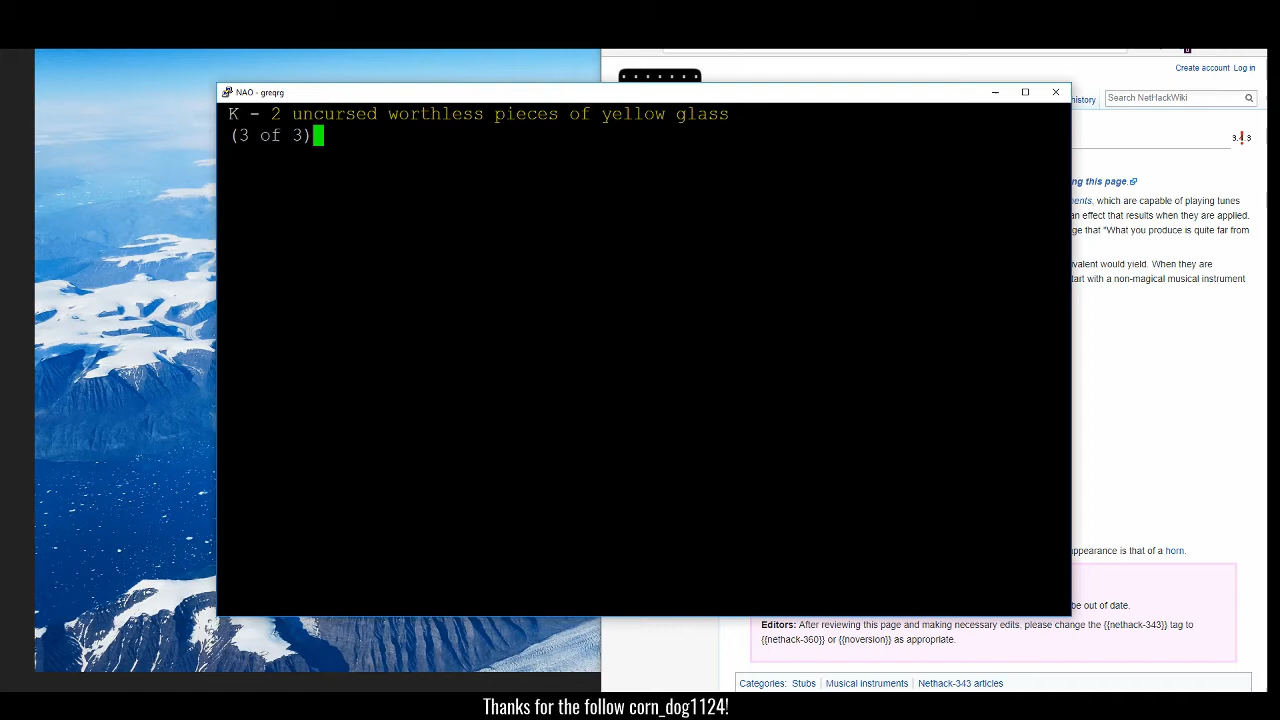 Create account Log in
NAO - greqrg
history
Search NetHackWiki
K - 2 uncursed worthless pieces of yellow glass
(3 of 3)
ng this page.
ents, which are capable of playing tunes
an effect that results when they are applied.
ge that "What you produce is quite far from
ivalent would yield. When they are
tart with a non-magical musical instrument
appearance is that of a horn.
be out of date.
Editors: After reviewing this page and making necessary edits, please change the {{nethack-343}} tag to
{{nethack-360}} or {{noversion}} as appropriate.
Categories: Stubs | Musical instruments | Nethack-343 articles
Thanks for the follow corn_dog1124!